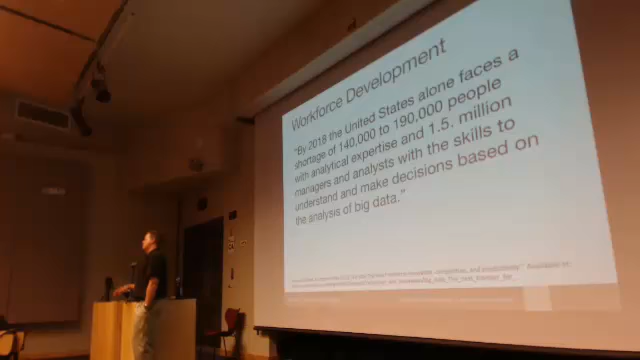 Workforce Development
"By 2018 the United States alone faces a
shortage of 140,000 to 190,000 people
with analytical expertise and 1.5. million
managers and analysts with the skills to
understand and make decisions based on
the analysis of big data."